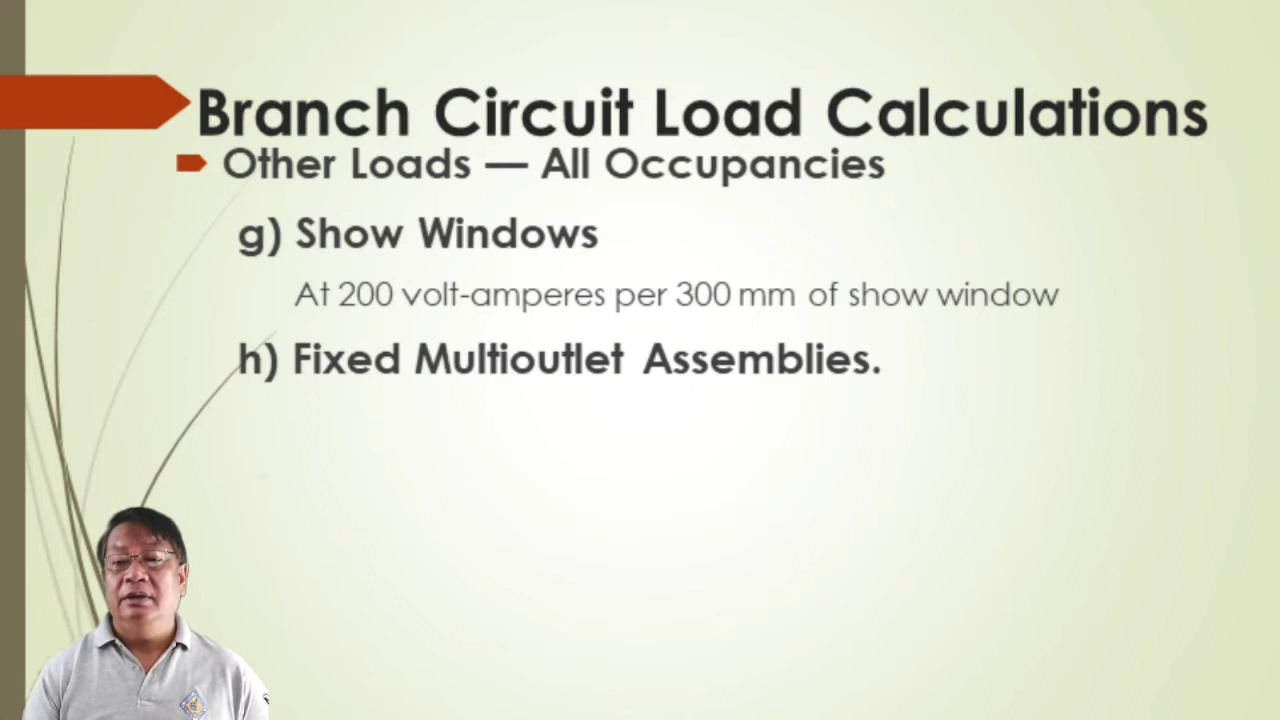 Branch Circuit Load Calculations
Other Loads — All Occupancies
g) Show Windows
At 200 volt-amperes per 300 mm of show window
h) Fixed Multioutlet Assemblies.